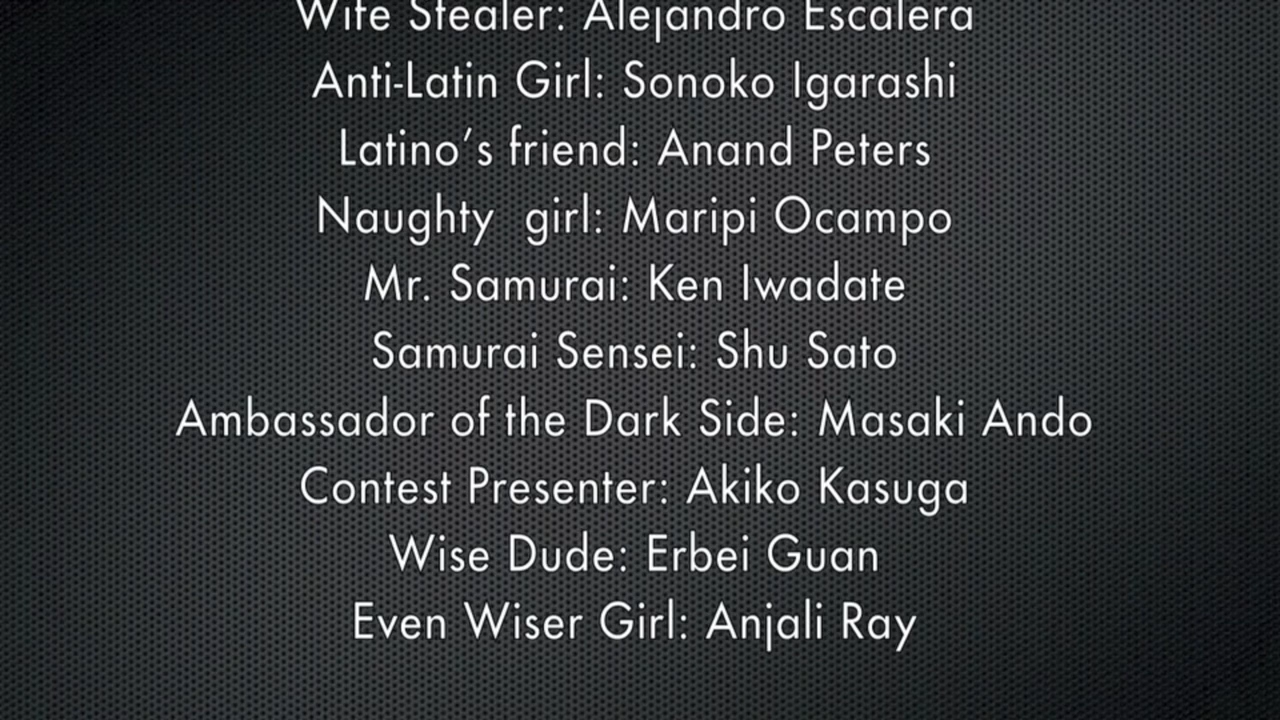 Wife Stealer: Alejandro Escalera
Anti-Latin Girl: Sonoko Igarashi
Latino’s friend: Anand Peters
Naughty  girl: Maripi Ocampo
Mr. Samurai: Ken Iwadate
Samurai Sensei: Shu Sato
Ambassador of the Dark Side: Masaki Ando
Contest Presenter: Akiko Kasuga
Wise Dude: Erbei Guan
Even Wiser Girl: Anjali Ray